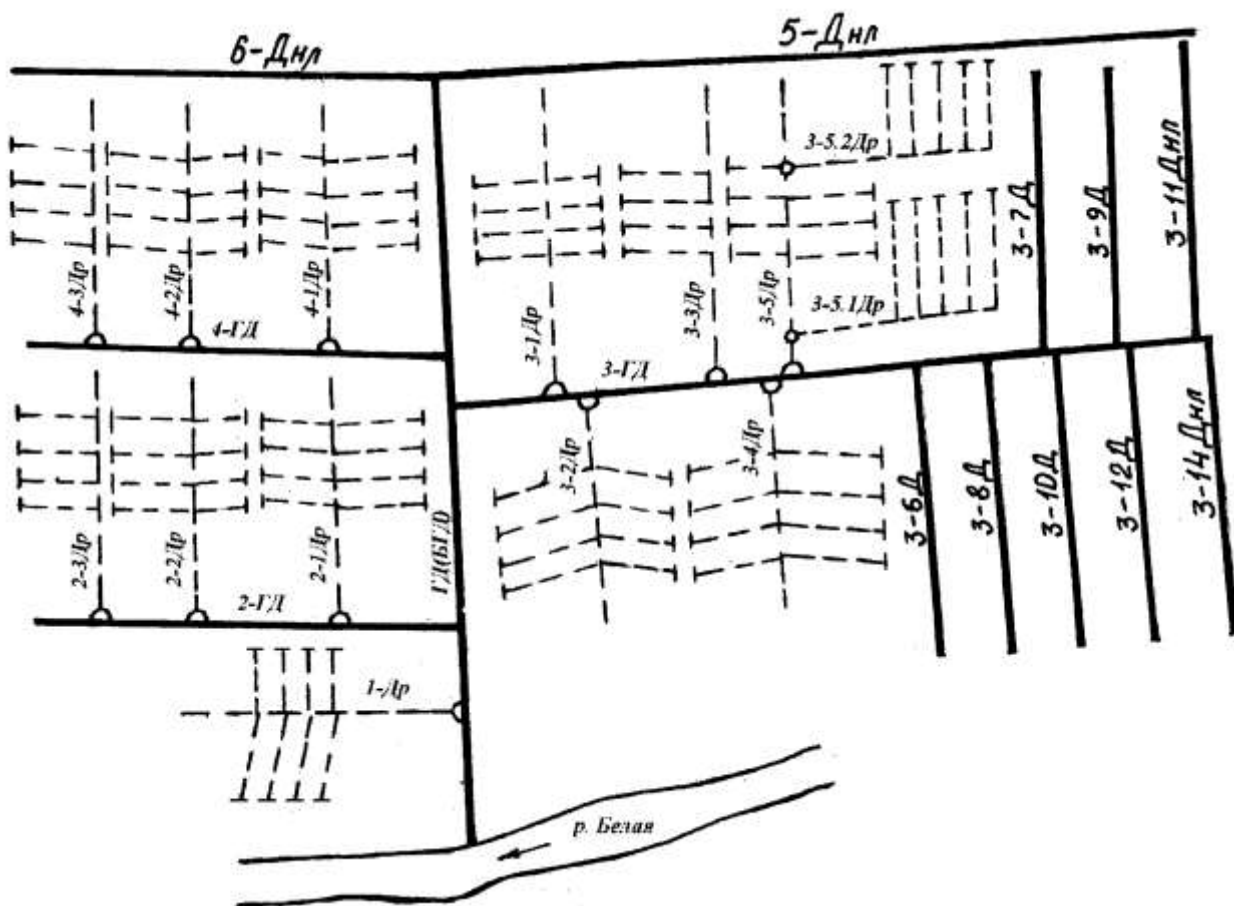 6-Днл
5-Днл
3-5.2Др
3-7Д
3-9Д
3-11Днл
4-3Др
4-2Др
4-1Др
4-ГД
3-1Др
3-3Др
3-5Др
3-5.1Др
3-ГД
3-2Др
3-4Др
3-6Д
3-8Д
3-10Д
3-12Д
3-14Днл
2-3Др
2-2Др
2-1Др
ГД(БГД)
2-ГД
1-Др
р. Белая